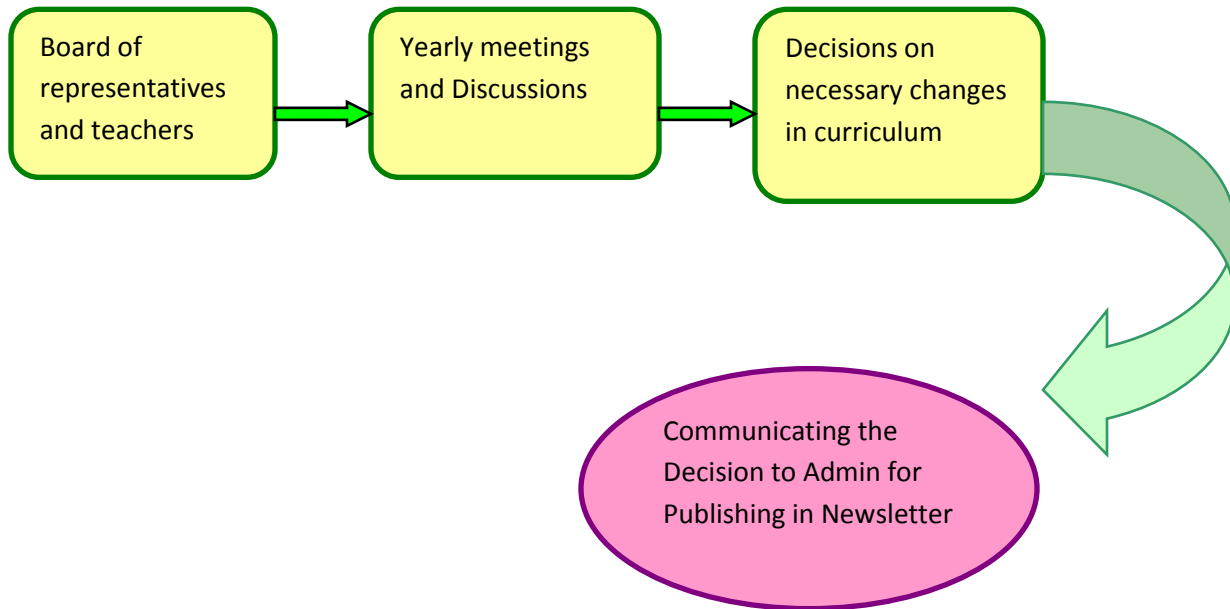 Board of
representatives
and teachers
Yearly meetings
and Discussions
Decisions on
necessary changes
in curriculum
Communicating the
Decision to Admin for
Publishing in Newsletter